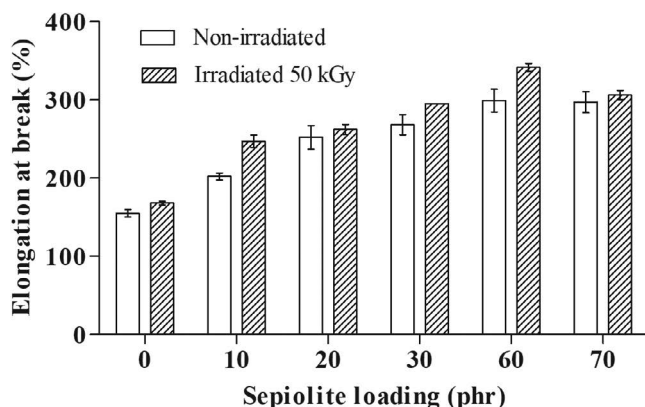 Elongation at break (%)
400
300
200
100
0
Non-irradiated
Irradiated 50 kGy
0 10 20 30 60 70
Sepiolite loading (phr)